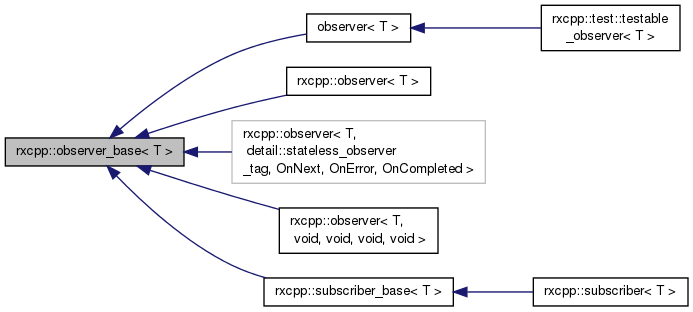 observer< T >
rxcpp::test::testable
_observer< T >
rxcpp::observer< T >
rxcpp::observer< T,
detail::stateless_observer
_tag, OnNext, OnError, OnCompleted >
rxcpp::observer_base< T >
rxcpp::observer< T,
void, void, void, void >
rxcpp::subscriber_base< T >
rxcpp::subscriber< T >